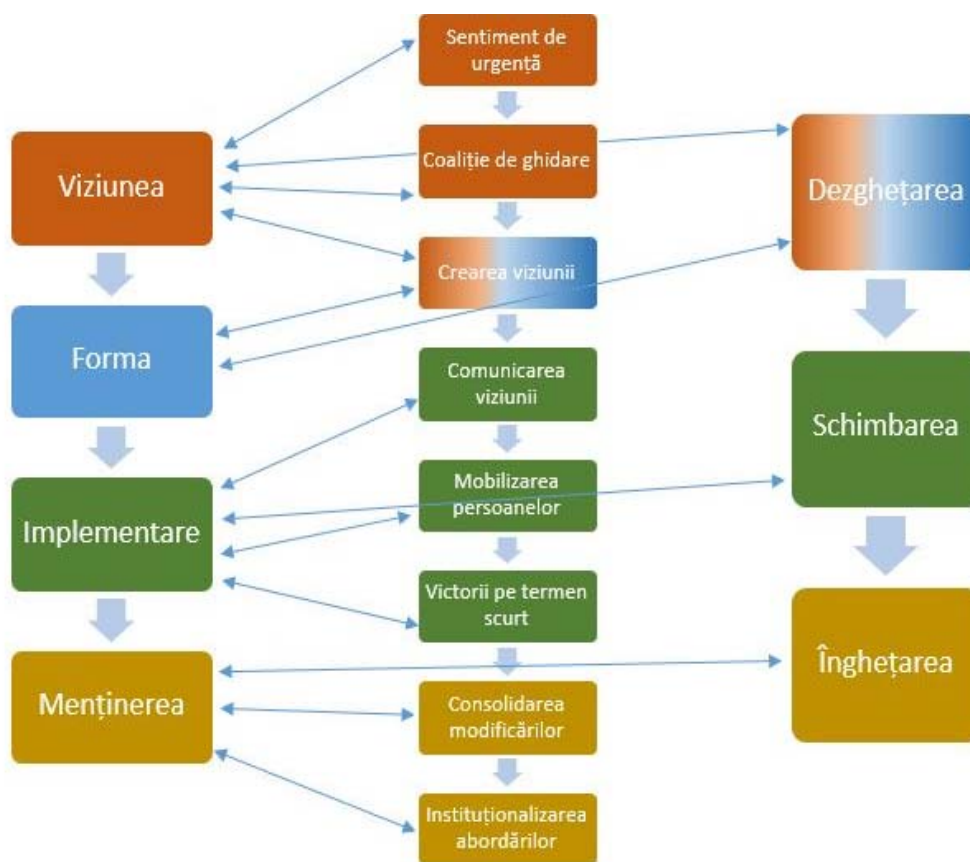 Viziunea
Forma
Implementare
Menținerea
Sentiment de
urgență
Coaliție de ghidare
Crearea viziunii
Comunicarea
viziunii
Mobilizarea
persoanelor
Victorii pe termen
scurt
Consolidarea
modificărilor
Instituționalizarea
abordărilor
Dezghețarea
Schimbarea
Înghețarea